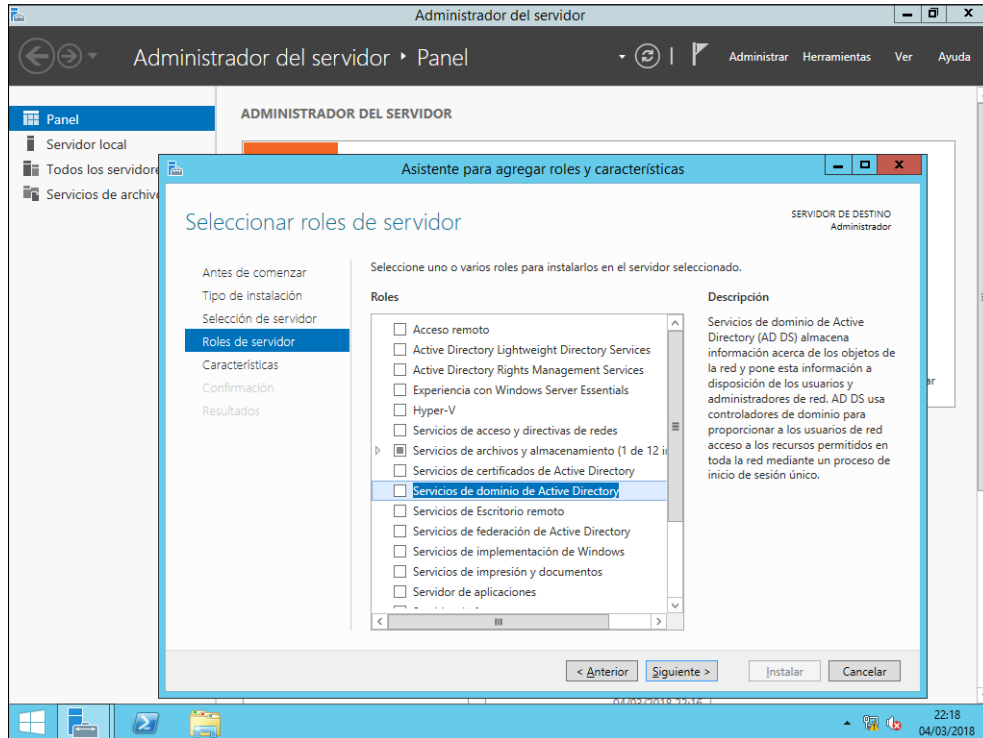 Administrador del servidor
Administrador del servidor ‣ Panel
Administrar Herramientas Ver Ayuda
Panel
Servidor local
Todos los servidore
Servicios de archivo
ADMINISTRADOR DEL SERVIDOR
Asistente para agregar roles y características
Seleccionar roles de servidor
SERVIDOR DE DESTINO
Administrador
Antes de comenzar
Tipo de instalación
Selección de servidor
Roles de servidor
Características
Confirmación
Resultados
Seleccione uno o varios roles para instalarlos en el servidor seleccionado.
Roles
Acceso remoto
Active Directory Lightweight Directory Services
Active Directory Rights Management Services
Experiencia con Windows Server Essentials
Hyper-V
Servicios de acceso y directivas de redes
Servicios de archivos y almacenamiento (1 de 12 i
Servicios de certificados de Active Directory
Servicios de dominio de Active Directory
Servicios de Escritorio remoto
Servicios de federación de Active Directory
Servicios de implementación de Windows
Servicios de impresión y documentos
Servidor de aplicaciones
Descripción
Servicios de dominio de Active
Directory (AD DS) almacena
información acerca de los objetos de
la red y pone esta información a
disposición de los usuarios y
administradores de red. AD DS usa
controladores de dominio para
proporcionar a los usuarios de red
acceso a los recursos permitidos en
toda la red mediante un proceso de
inicio de sesión único.
ar
< Anterior Siguiente > Instalar Cancelar
04/03/2018 22:16
22:18
04/03/2018